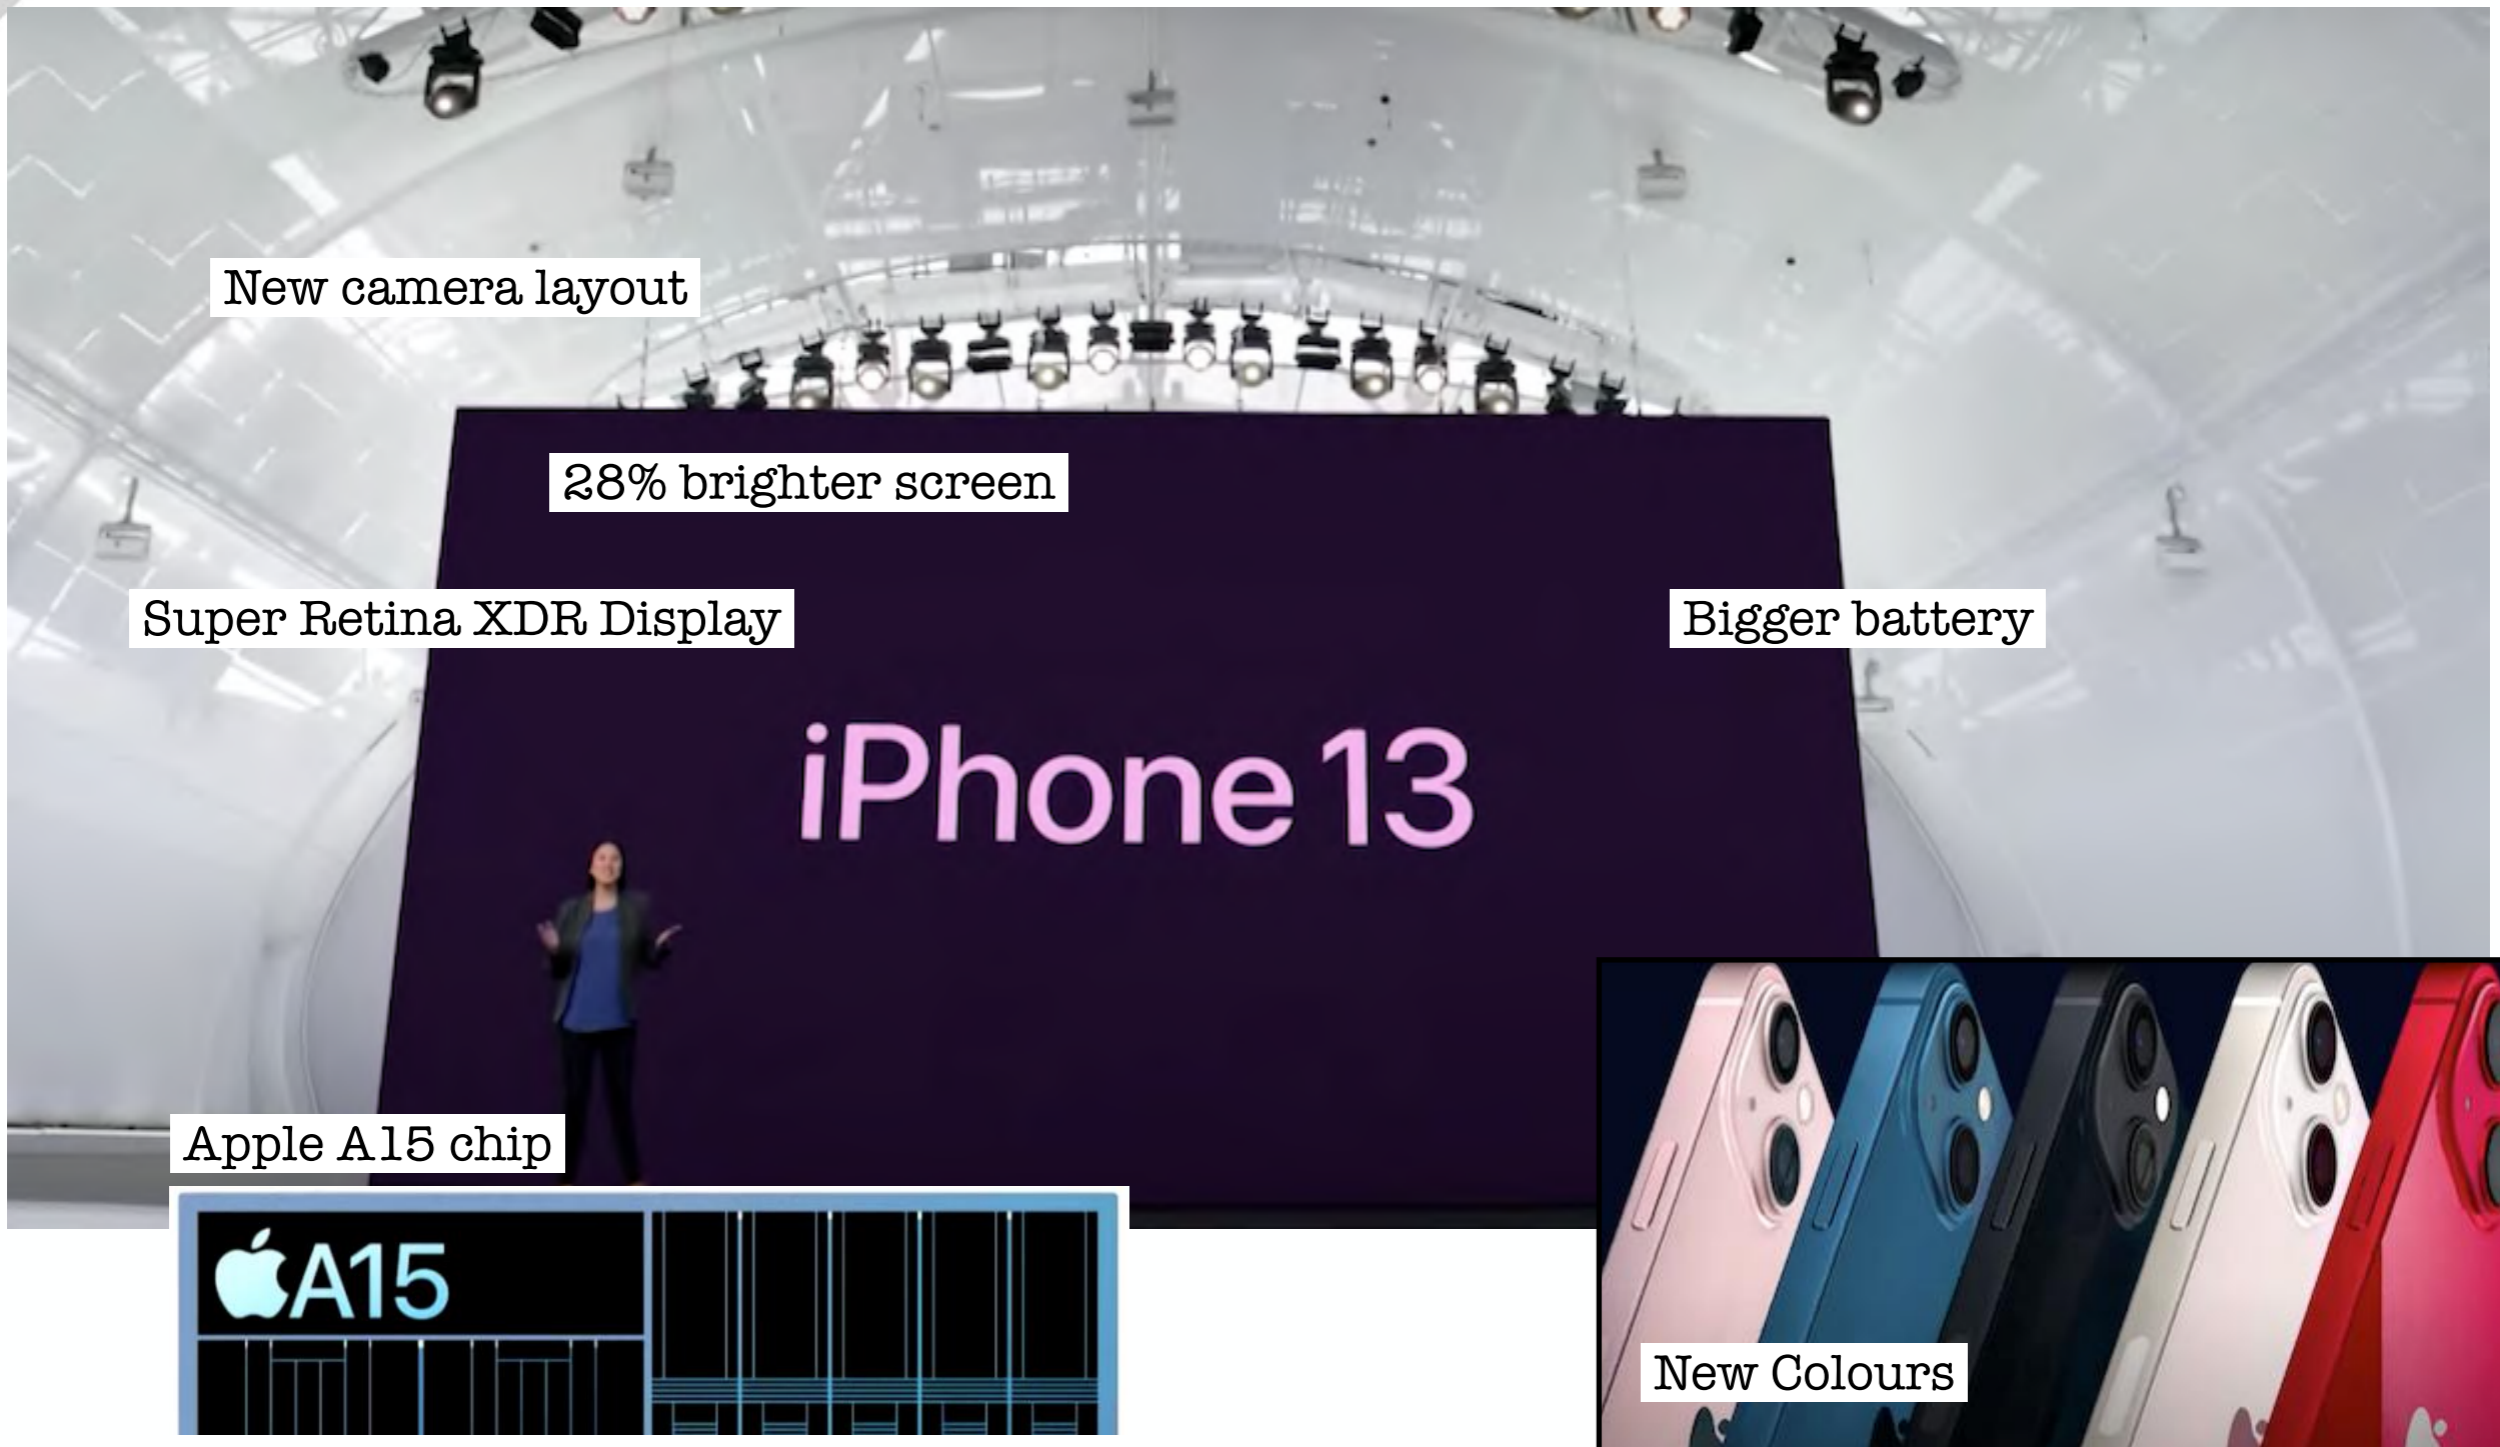 New camera layout
28% brighter screen
Super Retina XDR Display
Bigger battery
iPhone 13
Apple A15 chip
A15
New Colours